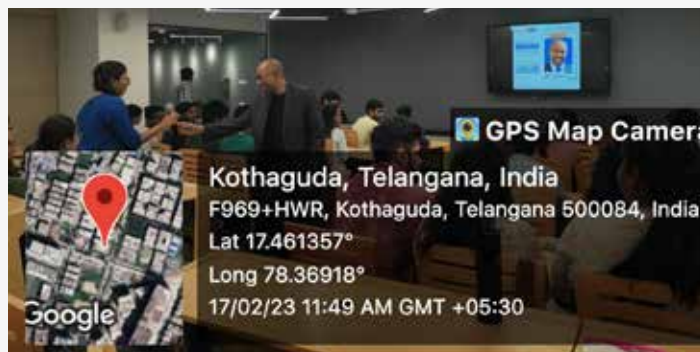 GPS Map Camera
Kothaguda, Telangana, India
F969+HWR, Kothaguda, Telangana 500084, India
Lat 17.461357°
Long 78.36918°
17/02/23 11:49 AM GMT +05:30
Google